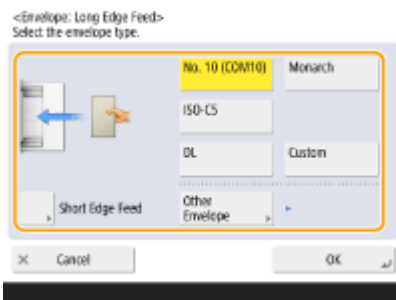 <Envelope: Long Edge Feed>
Select the envelope type.
No. 10 (COM10)
Monarch
ISO-C5
DL
Custom
Short Edge Feed
Other
Envelope
Cancel
OK